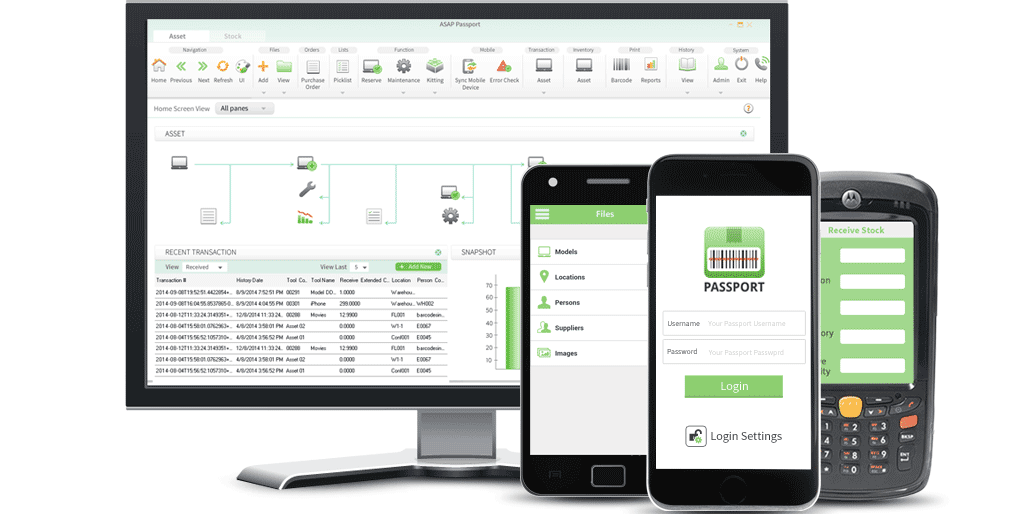 ASAP Passport
Asset Stock
Navigation Files Orders Lists Function Mobile Transaction Inventory Print History System
Home Previous Next Refresh UI Add View Purchase Order Picklist Reserve Maintenance Kitting Sync Mobile Device Error Check Asset Asset Barcode Reports View Admin Exit Help
Home Screen View All panes
ASSET
RECENT TRANSACTION
View Received View Last 5 + Add New
Transaction # History Date Tool Co.. Tool Name Receive Extended C.. Location Person Co...
2014-09-08T19:52:51.4422854+ 8/9/2014 7:52:51 PM 00291 Model DO... 1.0000 Warehou...
2014-09-08T16:04:55.8537865-0 8/9/2014 4:04:55 PM 00301 iPhone 299.0000 Warehou... WH002
2014-08-12T11:33:24.3149351+ 12/8/2014 11:33:24... 00288 Movies 12.9900 FL001 barcodesin...
2014-08-04T15:58:01.0762963+ 4/8/2014 3:58:01 PM Asset 02 0.0000 W1-1 E0067
2014-08-04T15:56:52.1057310+ 4/8/2014 3:56:52 PM Asset 01 0.0000 Conf001 E0045
2014-08-12T11:33:24.3149351+ 12/8/2014 11:33:24... 00288 Movies 12.9900 FL001 barcodesin...
2014-08-04T15:58:01.0762963+ 4/8/2014 3:58:01 PM Asset 02 0.0000 W1-1 E0067
2014-08-04T15:56:52.1057310+ 4/8/2014 3:56:52 PM Asset 01 0.0000 Conf001 E0045
SNAPSHOT
70
60
50
40
30
20
10
Files
Models
Locations
Persons
Suppliers
Images
PASSPORT
Username Your Passport Username
Password Your Passport Password
Login
Login Settings
Receive Stock